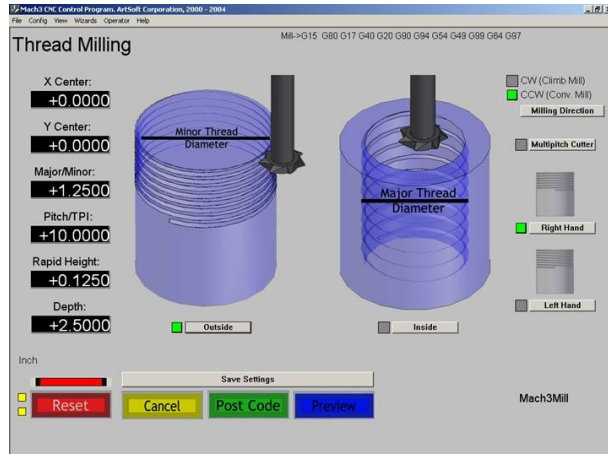 Mach3 CNC Control Program. ArtSoft Corporation, 2000 - 2004
File Config View Wizards Operator Help
Thread Milling
Mill->G15 G80 G17 G40 G20 G90 G94 G54 G49 G99 G64 G97
X Center:
+0.0000
Y Center:
+0.0000
Major/Minor:
+1.2500
Pitch/TPI:
+10.0000
Rapid Height:
+0.1250
Depth:
+2.5000
Minor Thread
Diameter
Major Thread
Diameter
CW (Climb Mill)
CCW (Conv. Mill)
Milling Direction
Multipitch Cutter
Right Hand
Left Hand
Outside
Inside
Inch
Save Settings
Reset
Cancel
Post Code
Preview
Mach3Mill